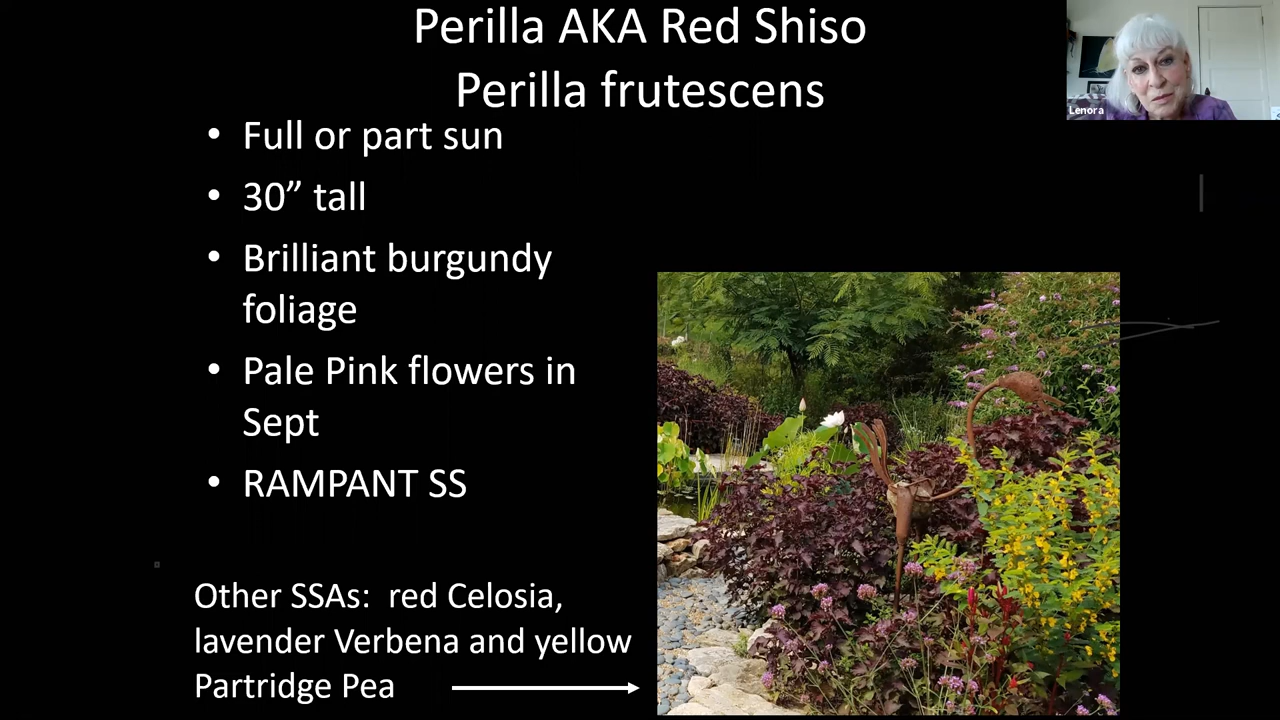 Perilla AKA Red Shiso
Perilla frutescens
Lenora
• Full or part sun
• 30” tall
• Brilliant burgundy
foliage
• Pale Pink flowers in
Sept
• RAMPANT SS
Other SSAs:  red Celosia,
lavender Verbena and yellow
Partridge Pea